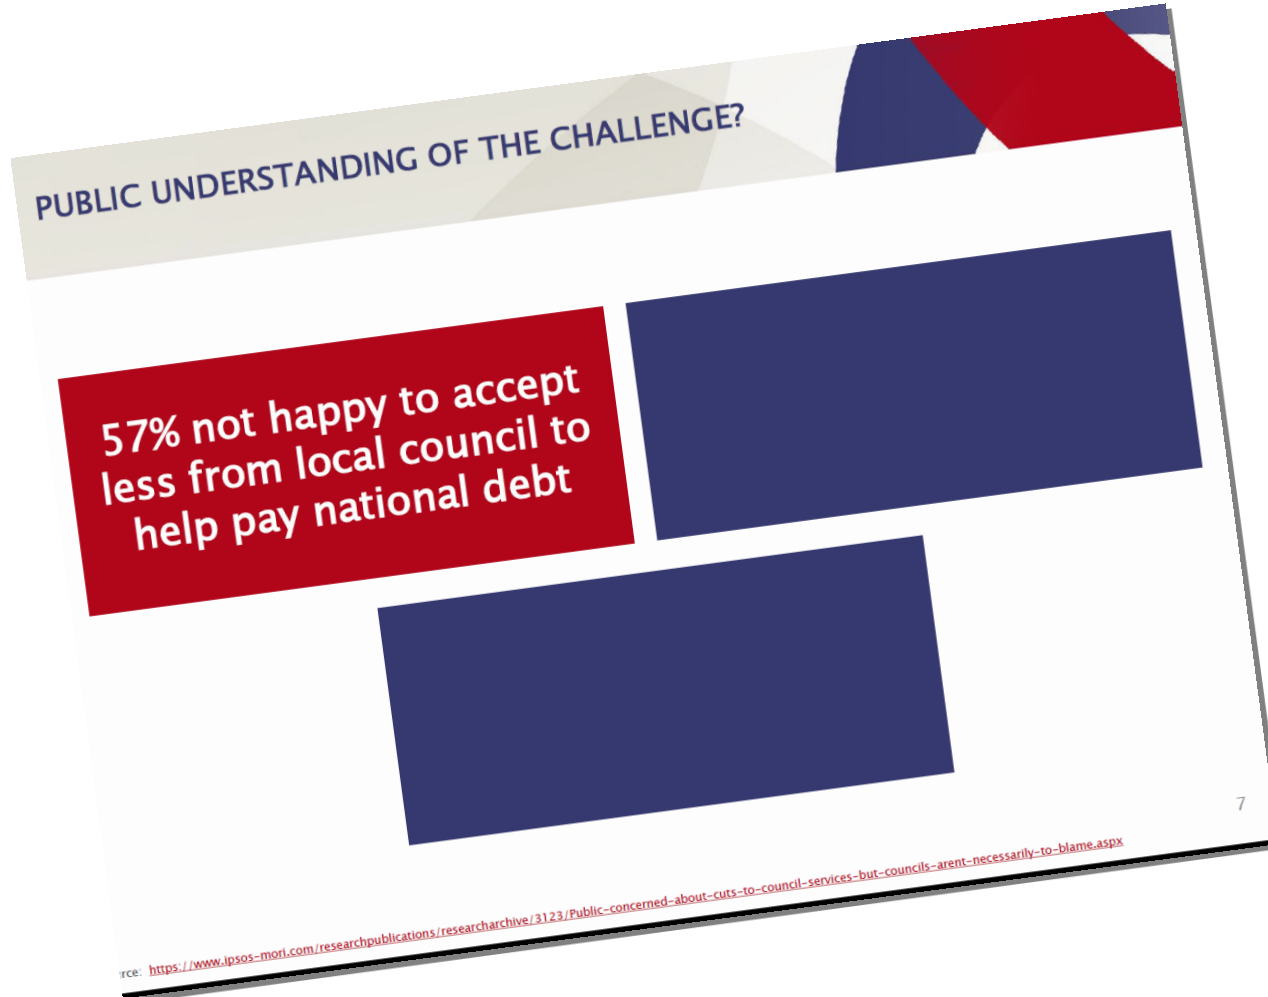 PUBLIC UNDERSTANDING OF THE CHALLENGE?
57% not happy to accept
less from local council to
help pay national debt
7
rce: https://www.ipsos-mori.com/researchpublications/researcharchive/3123/Public-concerned-about-cuts-to-council-services-but-councils-arent-necessarily-to-blame.aspx